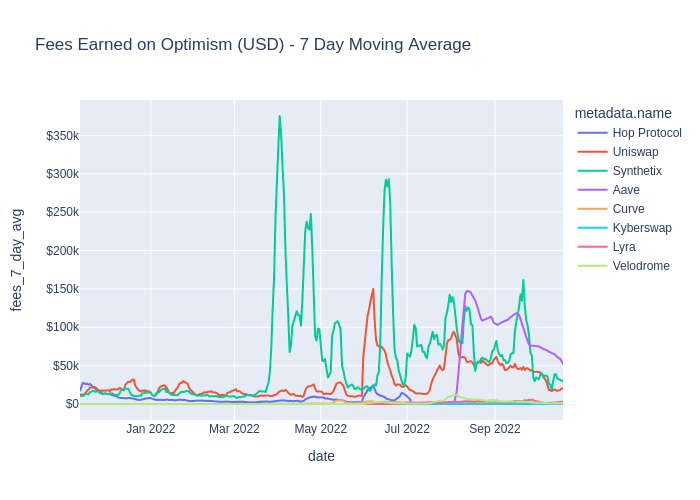 Fees Earned on Optimism (USD) - 7 Day Moving Average
metadata.name
Hop Protocol
Uniswap
Synthetix
Aave
Curve
Kyberswap
Lyra
Velodrome
fees_7_day_avg
$350k
$300k
$250k
$200k
$150k
$100k
$50k
$0
Jan 2022
Mar 2022
May 2022
Jul 2022
Sep 2022
date